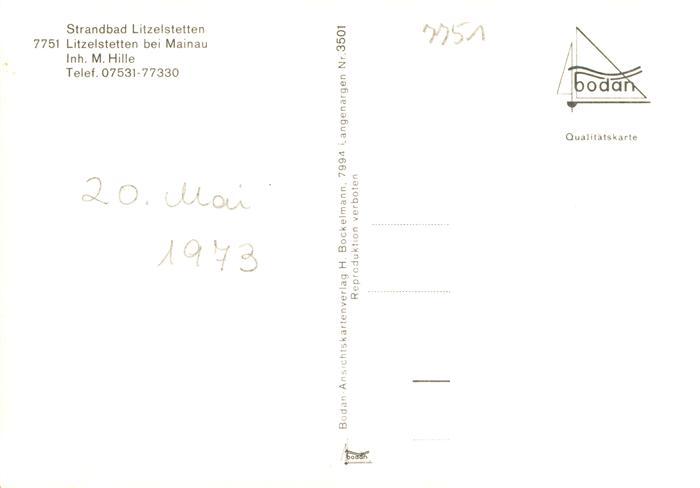 Strandbad Litzelstetten
7751 Litzelstetten bei Mainau
Inh. M. Hille
Telef. 07531-77330
20. Mai
1973
Bodan-Ansichtskartenverlag H. Bockelmann, 7994 Langenargen Nr. 3501
Reproduktion verboten
bodan
7751
bodan
Qualitätskarte